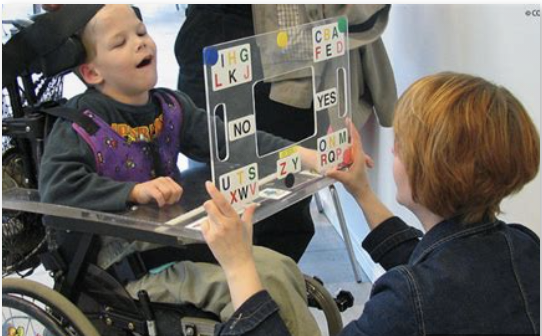 IHG
LKJ
CBA
FED
NO
YES
UTS
XWV
ZY
ONM
RQP